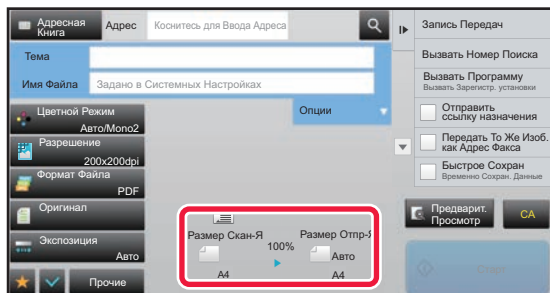 Адресная
Книга
Адрес
Коснитесь для Ввода Адреса
Тема
Имя Файла
Задано в Системных Настройках
Опции
Цветной Режим
Авто/Mono2
Разрешение
200x200dpi
Формат Файла
PDF
Оригинал
Экспозиция
Авто
Прочие
Размер Скан-Я
A4
100%
Размер Отпр-Я
Авто
A4
Запись Передач
Вызвать Номер Поиска
Вызвать Программу
Вызвать Зарегистр. установки
Отправить
ссылку назначения
Передать То Же Изоб.
как Адрес Факса
Быстрое Сохран
Временно Сохран. Данные
Предварит.
Просмотр
CA
Старт